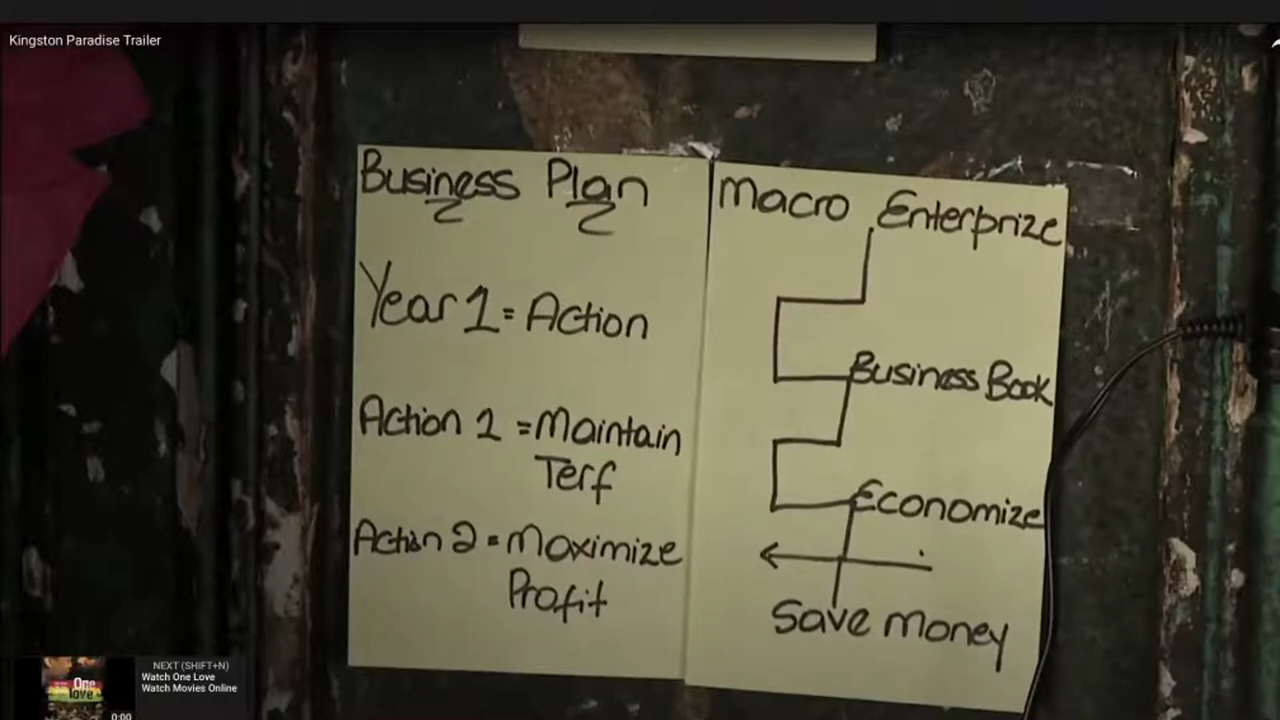 Kingston Paradise Trailer
Business Plan
Year 1 = Action
Action 1 = Maintain
Terf
Action 2 = Maximize
Profit
Macro Enterprize
Business Book
Economize
Save Money
NEXT (SHIFT+N)
Watch One Love
Watch Movies Online
One
love
0:00